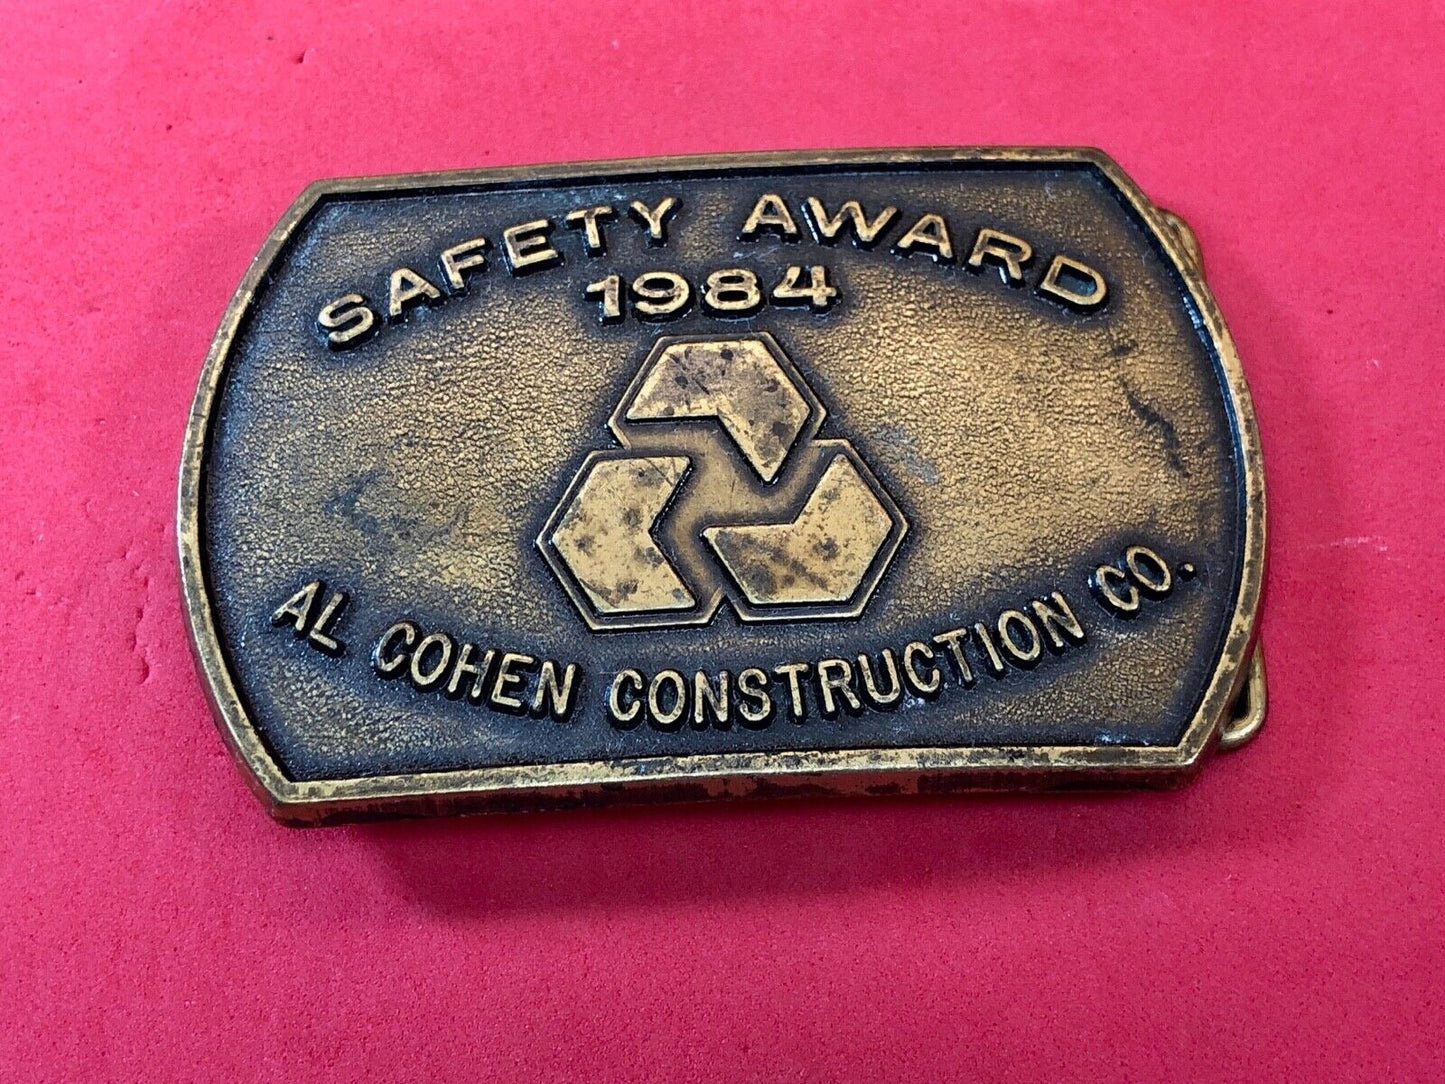 SAFETY AWARD
1984
AL COHEN CONSTRUCTION CO.